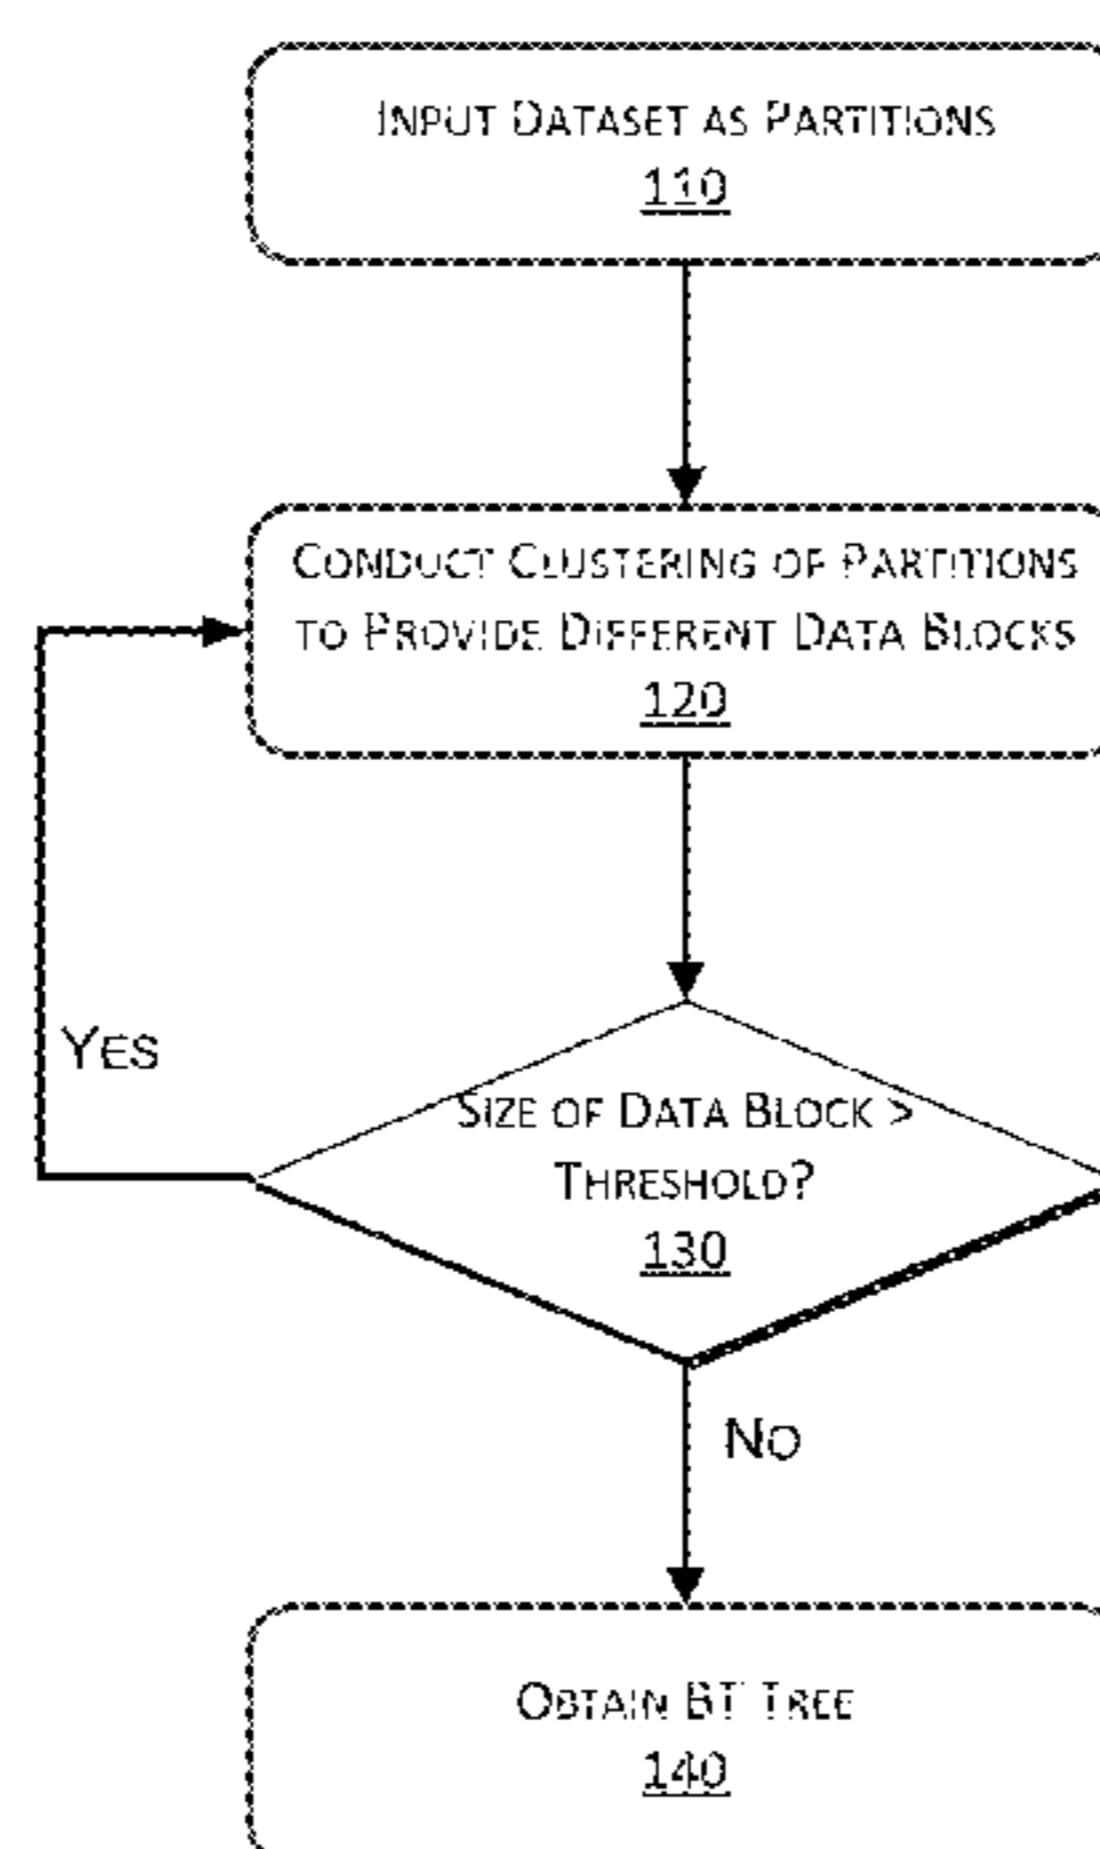 INPUT DATASET AS PARTITIONS
110
CONDUCT CLUSTERING OF PARTITIONS
TO PROVIDE DIFFERENT DATA BLOCKS
120
YES
SIZE OF DATA BLOCK >
THRESHOLD?
130
NO
OBTAIN BT TREE
140